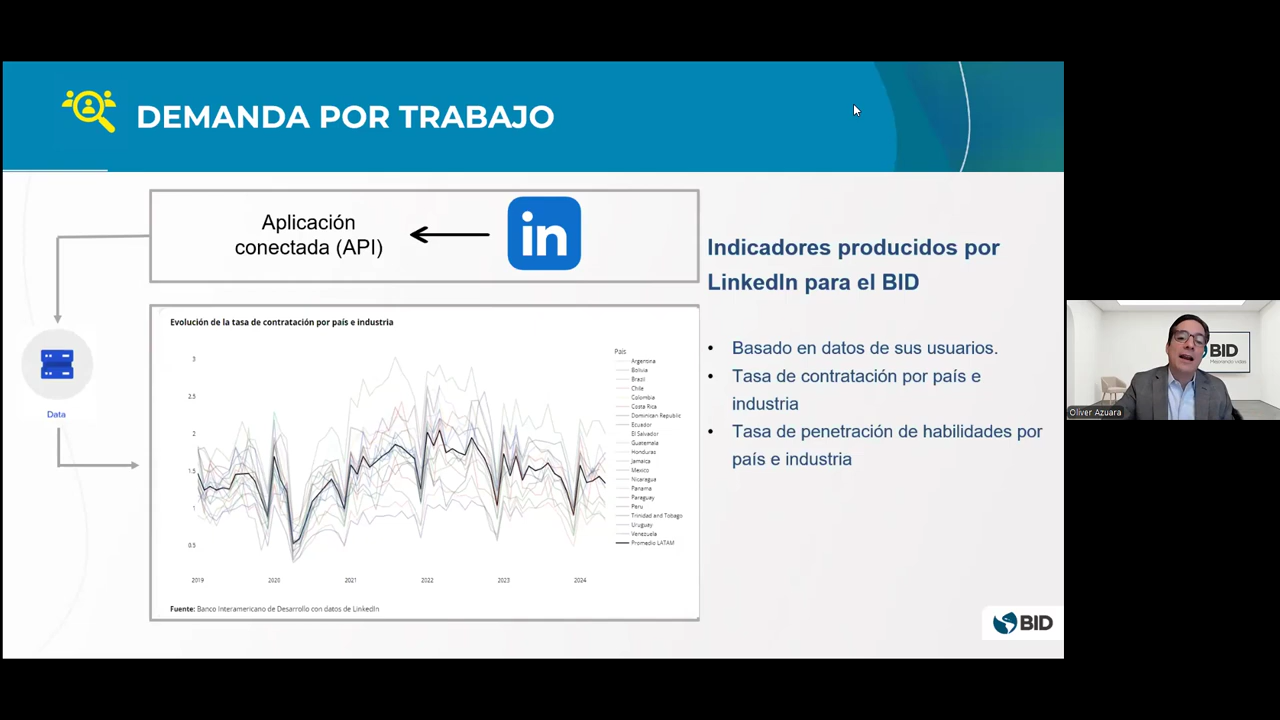 DEMANDA POR TRABAJO
Aplicación
conectada (API)
in
Indicadores producidos por
LinkedIn para el BID
• Basado en datos de sus usuarios.
• Tasa de contratación por país e
industria
• Tasa de penetración de habilidades por
país e industria
Data
Evolución de la tasa de contratación por país e industria
3
2.5
2
1.5
1
0.5
2019 2020 2021 2022 2023 2024
País
Argentina
Bolivia
Brazil
Chile
Colombia
Costa Rica
Dominican Republic
Ecuador
El Salvador
Guatemala
Honduras
Jamaica
Mexico
Nicaragua
Panama
Paraguay
Peru
Trinidad and Tobago
Uruguay
Venezuela
Promedio LATAM
Fuente: Banco Interamericano de Desarrollo con datos de LinkedIn
BID
BID
Mejorando vidas
Oliver Azuara